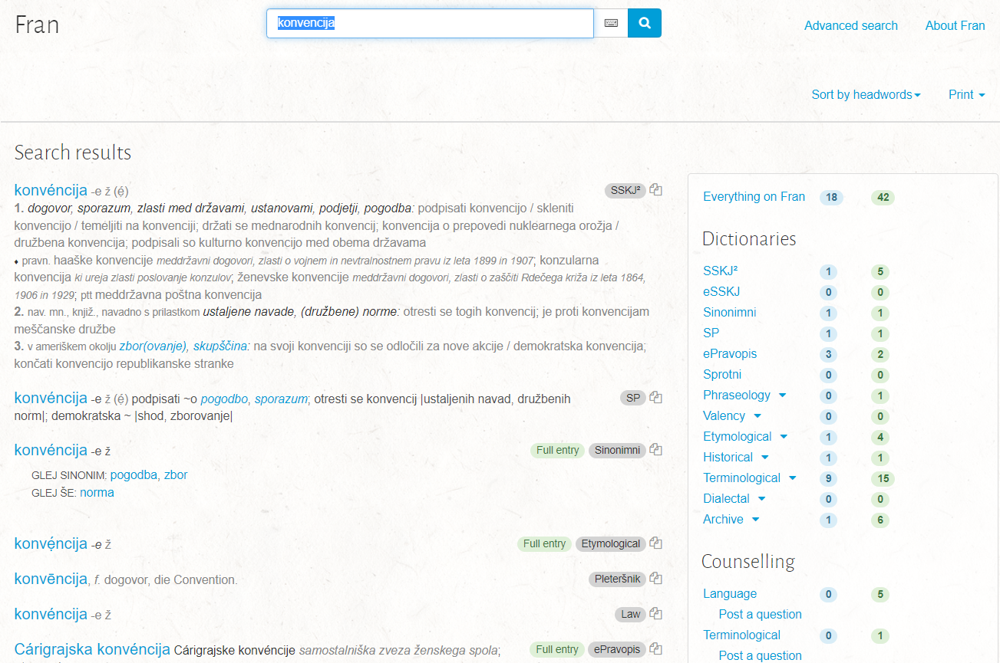 Fran
konvencija
Advanced search
About Fran
Sort by headwords
Print
Search results
konvéncija -e ž (ẹ́)
SSKJ²
1. dogovor, sporazum, zlasti med državami, ustanovami, podjetji, pogodba: podpisati konvencijo / skleniti
konvencijo / temeljiti na konvenciji; držati se mednarodnih konvencij; konvencija o prepovedi nuklearnega orožja /
družbena konvencija; podpisali so kulturno konvencijo med obema državama
♦ pravn. haaške konvencije meddržavni dogovori, zlasti o vojnem in nevtralnostnem pravu iz leta 1899 in 1907; konzularna
konvencija ki ureja zlasti poslovanje konzulov; ženevske konvencije meddržavni dogovori, zlasti o zaščiti Rdečega križa iz leta 1864,
1906 in 1929; ptt meddržavna poštna konvencija
2. nav. mn., knjiž., navadno s prilastkom ustaljene navade, (družbene) norme: otresti se togih konvencij; je proti konvencijam
meščanske družbe
3. v ameriškem okolju zbor(ovanje), skupščina: na svoji konvenciji so se odločili za nove akcije / demokratska konvencija;
končati konvencijo republikanske stranke
konvéncija -e ž (ẹ́) podpisati ~o pogodbo, sporazum; otresti se konvencij |ustaljenih navad, družbenih
norm|; demokratska ~ |shod, zborovanje|
SP
konvéncija -e ž
Full entry
Sinonimni
GLEJ SINONIM: pogodba, zbor
GLEJ ŠE: norma
konvẹ́ncija -e ž
Full entry
Etymological
konvēncija, f. dogovor, die Convention.
Pleteršnik
konvéncija -e ž
Law
Cárigrajska konvéncija Cárigrajske konvéncije samostalniška zveza ženskega spola;
Full entry
ePravopis
Everything on Fran 18 42
Dictionaries
SSKJ² 1 5
eSSKJ 0 0
Sinonimni 1 1
SP 1 1
ePravopis 3 2
Sprotni 0 0
Phraseology 0 1
Valency 0 0
Etymological 1 4
Historical 1 1
Terminological 9 15
Dialectal 0 0
Archive 1 6
Counselling
Language 0 5
Post a question
Terminological 0 1
Post a question